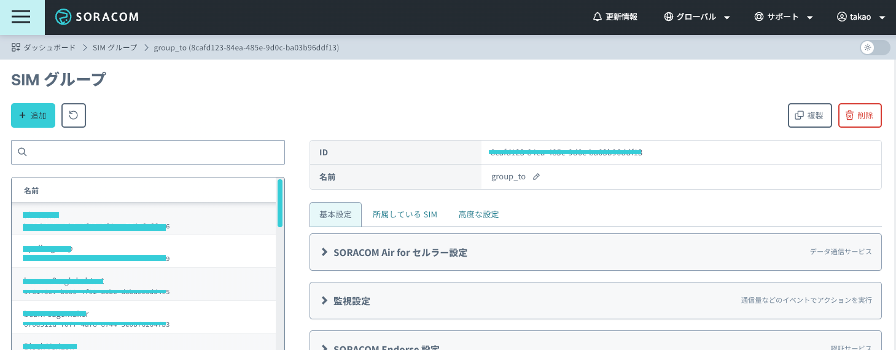 SORACOM
更新情報
グローバル
サポート
takao
ダッシュボード > SIM グループ > group_to (8cafd123-84ea-485e-9d0c-ba03b96ddf13)
SIM グループ
+ 追加
複製
削除
ID
名前
group_to
名前
基本設定
所属している SIM
高度な設定
SORACOM Air for セルラー設定
データ通信サービス
監視設定
通信量などのイベントでアクションを実行
SORACOM Endorse 設定
認証サービス